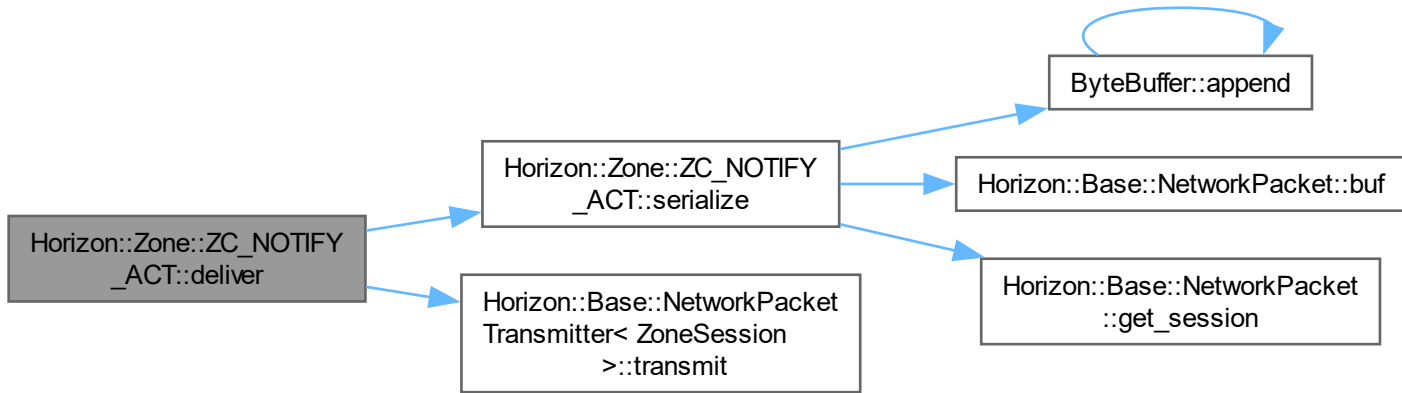 Horizon::Zone::ZC_NOTIFY
_ACT::deliver
Horizon::Zone::ZC_NOTIFY
_ACT::serialize
Horizon::Base::NetworkPacket
Transmitter< ZoneSession
>::transmit
ByteBuffer::append
Horizon::Base::NetworkPacket::buf
Horizon::Base::NetworkPacket
::get_session